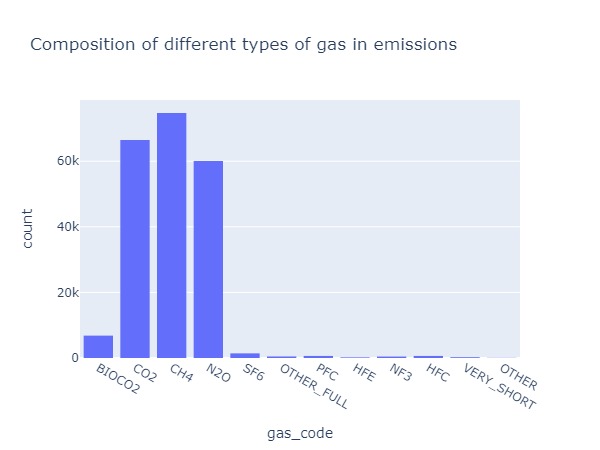 Composition of different types of gas in emissions
count
60k
40k
20k
0
BIOCO2
CO2
CH4
N2O
SF6
OTHER_FULL
PFC
HFE
NF3
HFC
VERY_SHORT
OTHER
gas_code